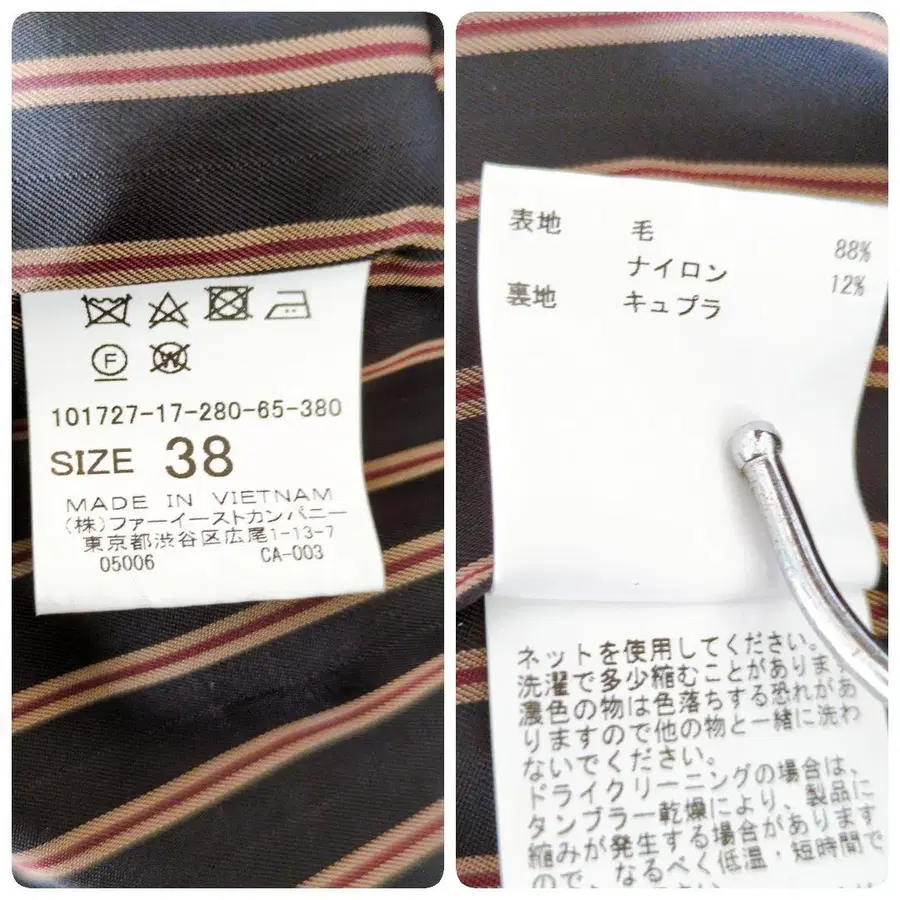 F
W
101727-17-280-65-380
SIZE 38
MADE IN VIETNAM
(株)ファーイーストカンパニー
東京都渋谷区広尾1-13-7
05006 CA-003
表地 毛 88%
ナイロン 12%
裏地 キュプラ
ネットを使用してください。
洗濯で多少縮むことがあります
濃色の物は色落ちする恐れがあ
りますので他の物と一緒に洗わ
ないでください。
ドライクリーニングの場合は、
タンブラー乾燥により、製品に
縮みが発生する場合があります
ので、なるべく低温・短時間で